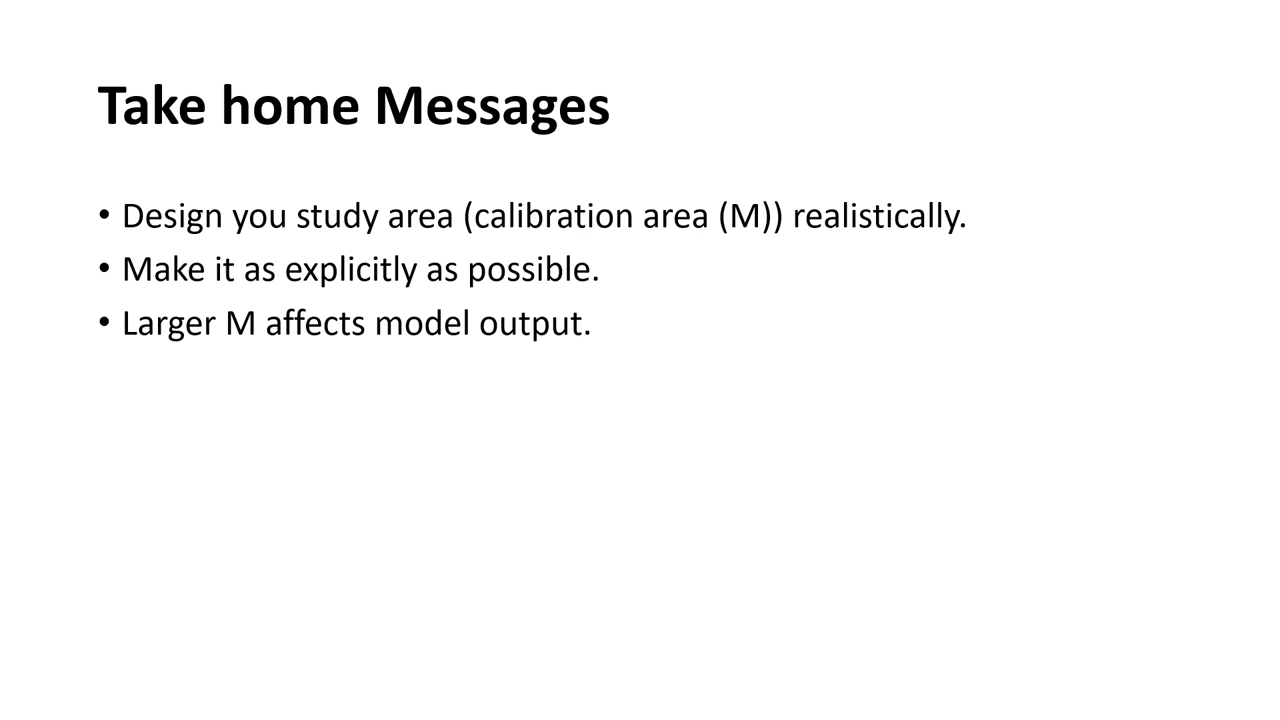 Take home Messages
• Design you study area (calibration area (M)) realistically.
• Make it as explicitly as possible.
• Larger M affects model output.